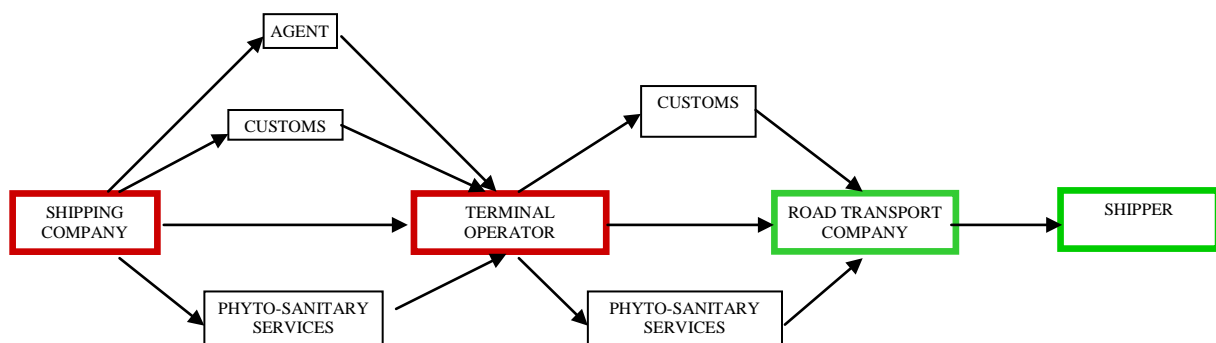 AGENT
CUSTOMS
CUSTOMS
SHIPPING
COMPANY
TERMINAL
OPERATOR
ROAD TRANSPORT
COMPANY
SHIPPER
PHYTO-SANITARY
SERVICES
PHYTO-SANITARY
SERVICES